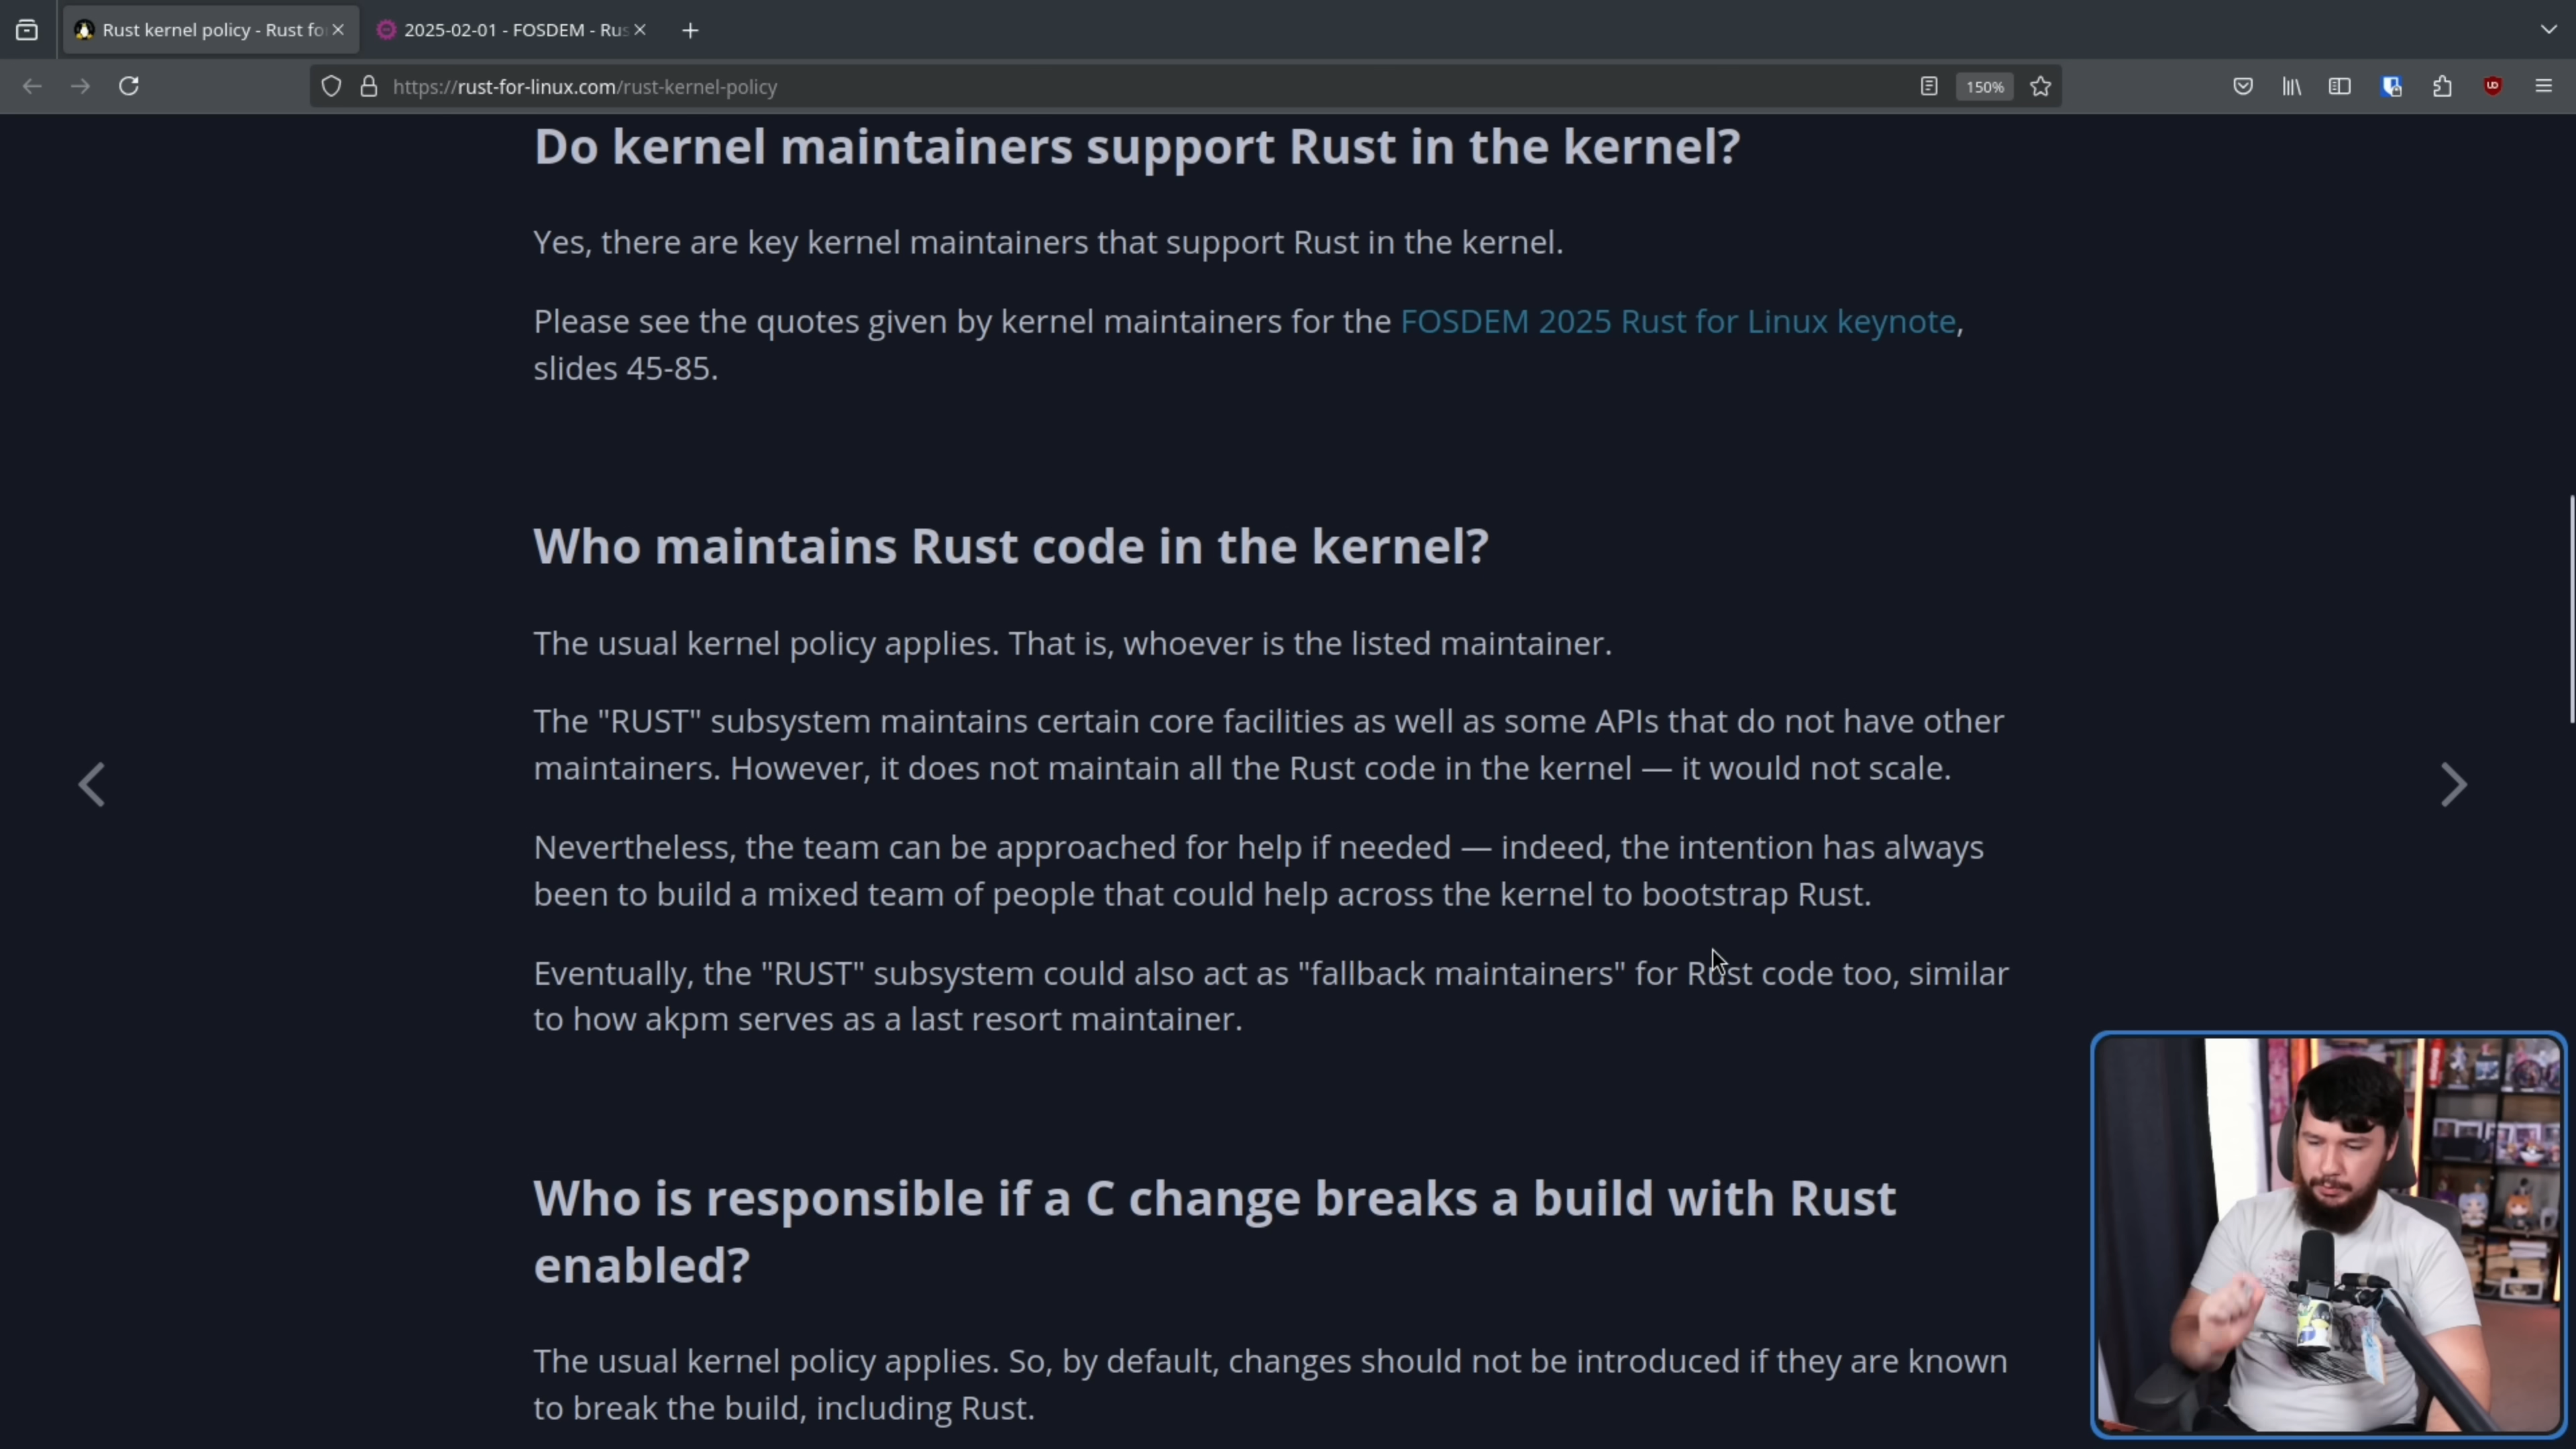 Rust kernel policy - Rust fo
2025-02-01 - FOSDEM - Rus
https://rust-for-linux.com/rust-kernel-policy
150%
Do kernel maintainers support Rust in the kernel?
Yes, there are key kernel maintainers that support Rust in the kernel.
Please see the quotes given by kernel maintainers for the FOSDEM 2025 Rust for Linux keynote,
slides 45-85.
Who maintains Rust code in the kernel?
The usual kernel policy applies. That is, whoever is the listed maintainer.
The "RUST" subsystem maintains certain core facilities as well as some APIs that do not have other
maintainers. However, it does not maintain all the Rust code in the kernel — it would not scale.
Nevertheless, the team can be approached for help if needed — indeed, the intention has always
been to build a mixed team of people that could help across the kernel to bootstrap Rust.
Eventually, the "RUST" subsystem could also act as "fallback maintainers" for Rust code too, similar
to how akpm serves as a last resort maintainer.
Who is responsible if a C change breaks a build with Rust
enabled?
The usual kernel policy applies. So, by default, changes should not be introduced if they are known
to break the build, including Rust.